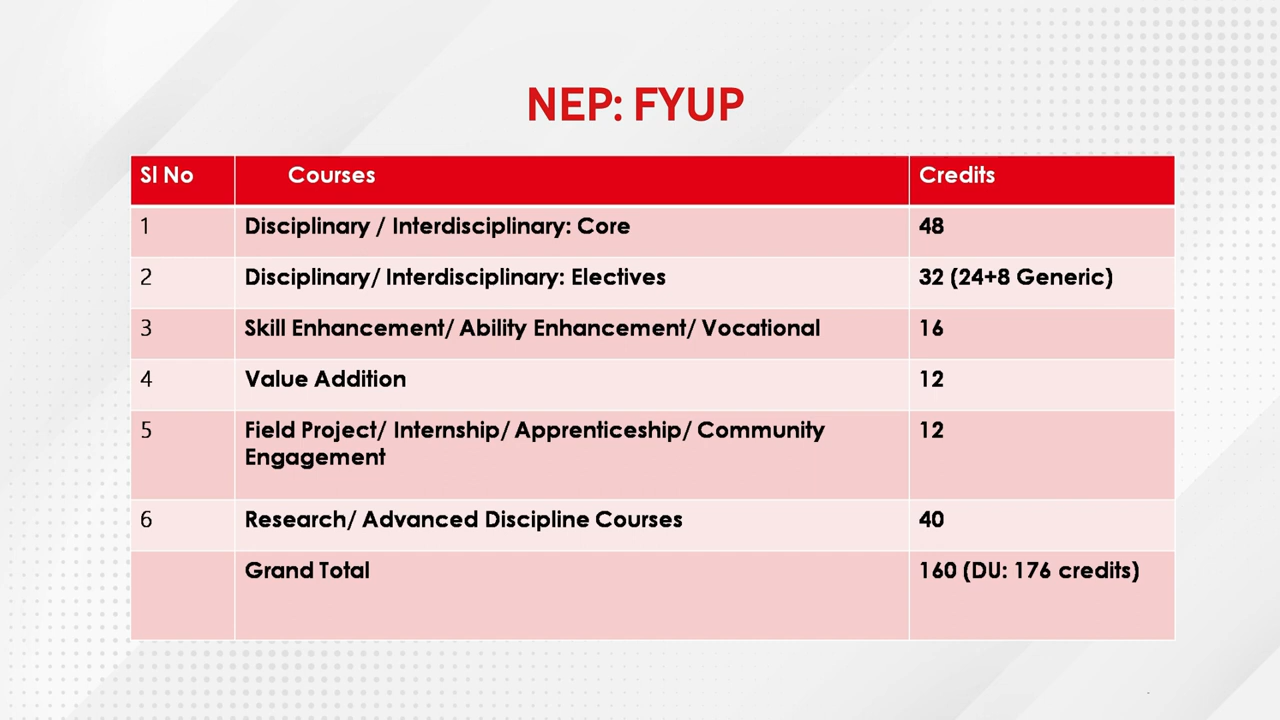 NEP: FYUP
Sl No Courses Credits
1 Disciplinary / Interdisciplinary: Core 48
2 Disciplinary/ Interdisciplinary: Electives 32 (24+8 Generic)
3 Skill Enhancement/ Ability Enhancement/ Vocational 16
4 Value Addition 12
5 Field Project/ Internship/ Apprenticeship/ Community 12
Engagement
6 Research/ Advanced Discipline Courses 40
Grand Total 160 (DU: 176 credits)